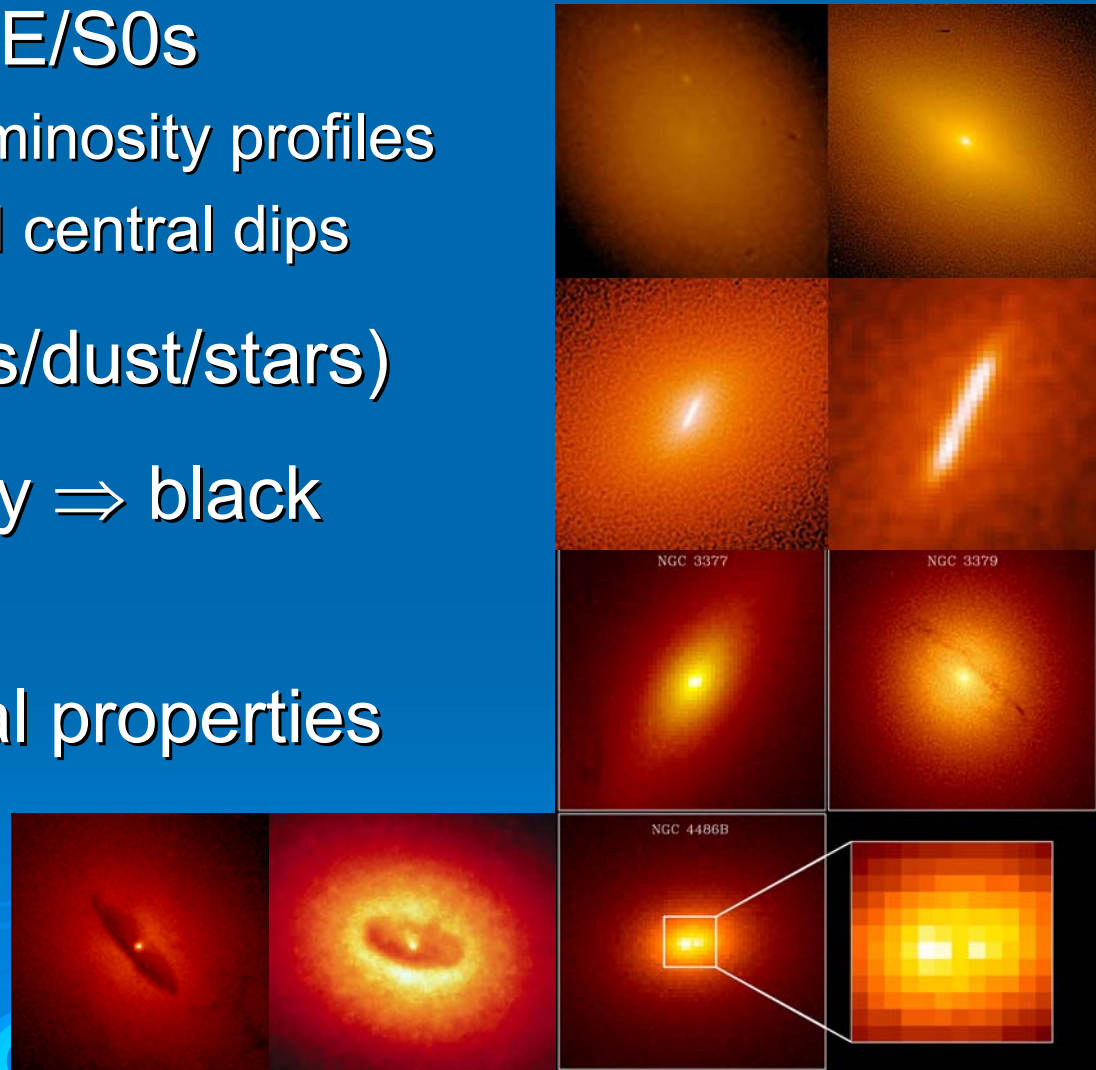 E/S0s
minosity profiles
central dips
s/dust/stars)
y ⇒ black
al properties
NGC 3377
NGC 3379
NGC 4486B